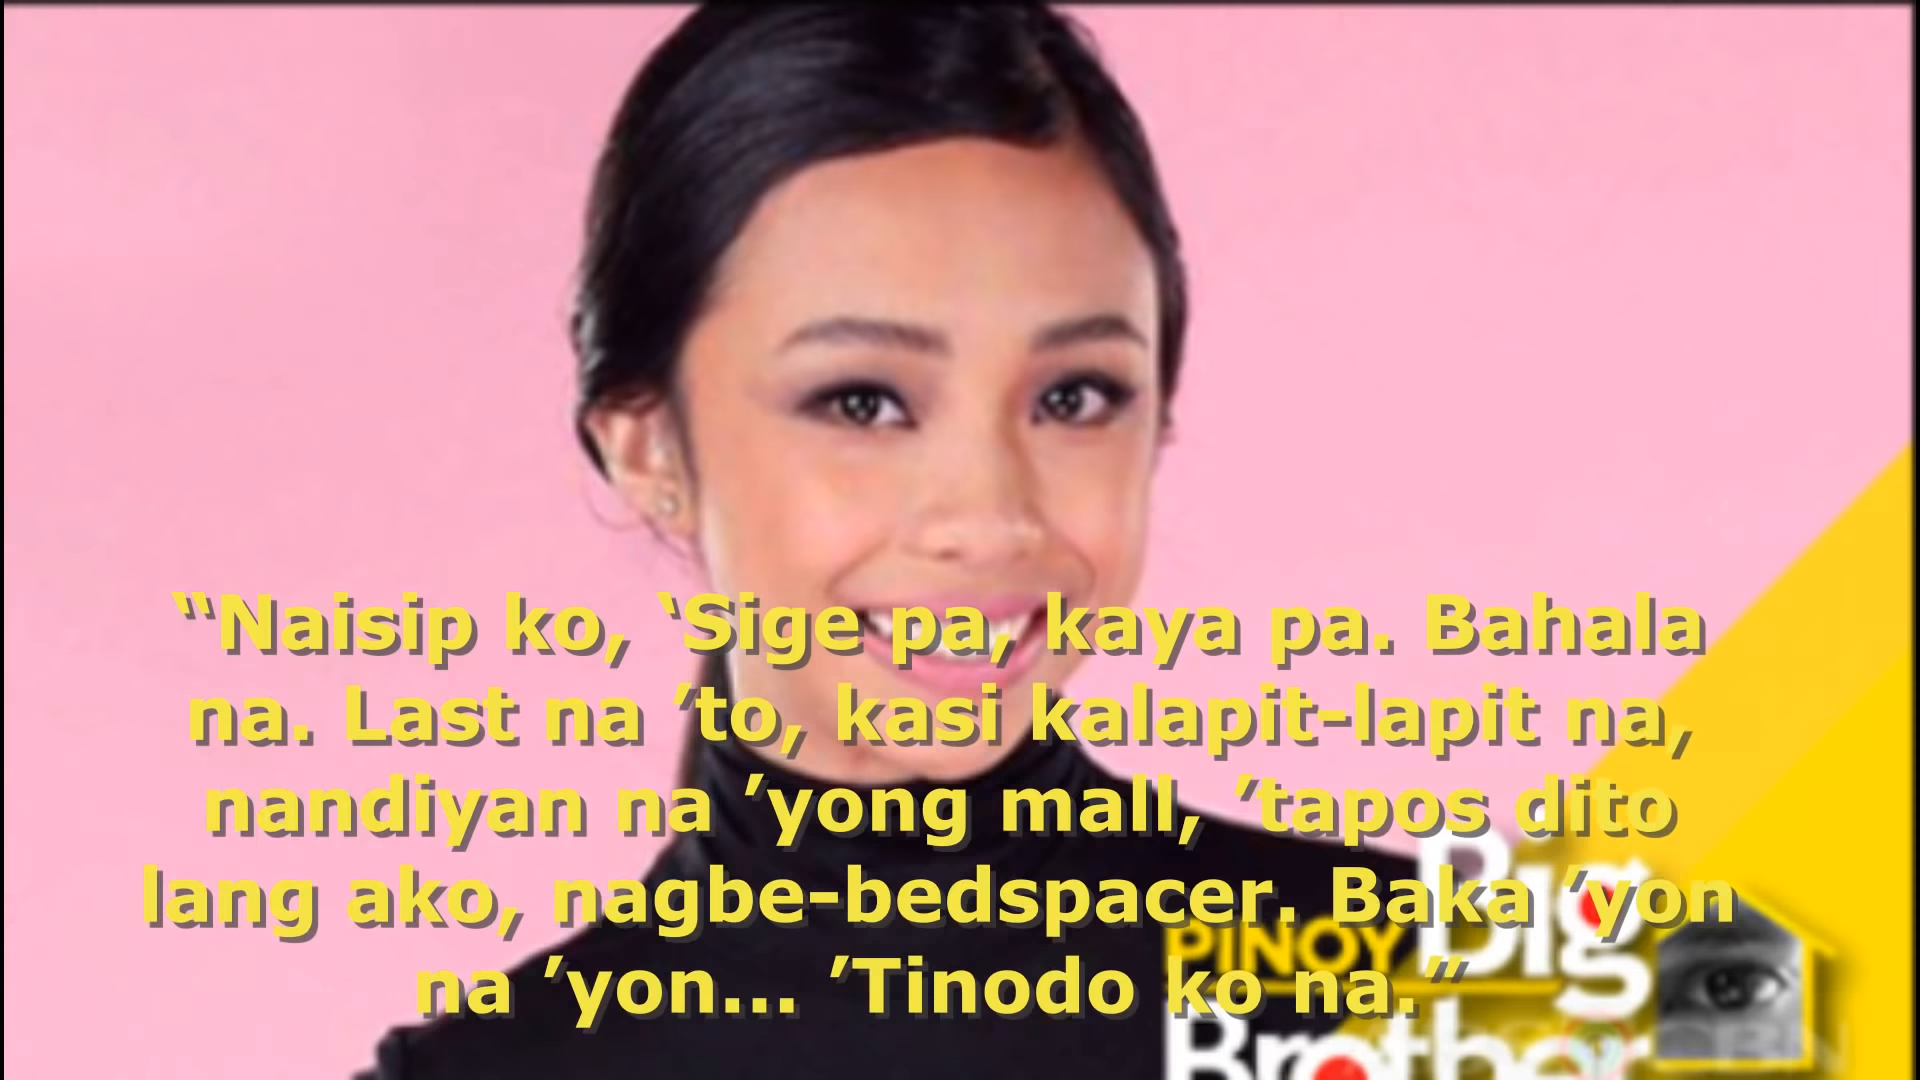 “Naisip ko, ‘Sige pa, kaya pa. Bahala
na. Last na ’to, kasi kalapit-lapit na,
nandiyan na ’yong mall, ’tapos dito
lang ako, nagbe-bedspacer. Baka ’yon
na ’yon... ’Tinodo ko na.”
PINOY Big
Brother